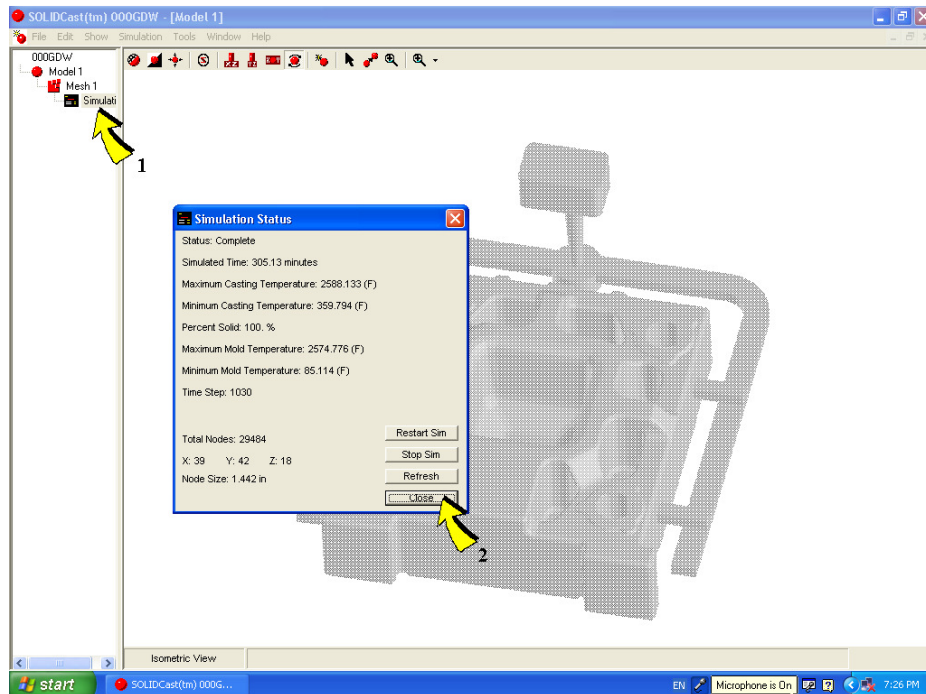 SOLIDCast(tm) 000GDW - [Model 1]
File Edit Show Simulation Tools Window Help
000GDW
Model 1
Mesh 1
Simulati
1
Simulation Status
Status: Complete
Simulated Time: 305.13 minutes
Maximum Casting Temperature: 2588.133 (F)
Minimum Casting Temperature: 359.794 (F)
Percent Solid: 100. %
Maximum Mold Temperature: 2574.776 (F)
Minimum Mold Temperature: 85.114 (F)
Time Step: 1030
Restart Sim
Total Nodes: 29484
Stop Sim
X: 39 Y: 42 Z: 18
Refresh
Node Size: 1.442 in
Close
2
Isometric View
start
SOLIDCast(tm) 000G...
EN
Microphone is On
7:26 PM